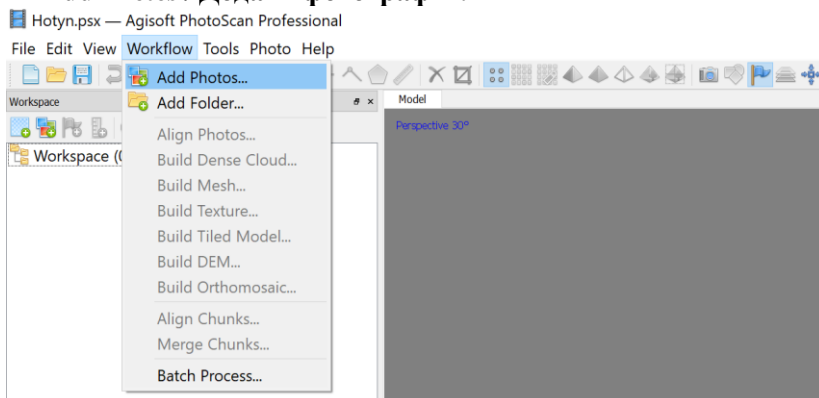 Hotyn.psx — Agisoft PhotoScan Professional
File Edit View Workflow Tools Photo Help
Add Photos...
Workspace
Model
Add Folder...
Perspective 30°
Align Photos...
Workspace (
Build Dense Cloud...
Build Mesh...
Build Texture...
Build Tiled Model...
Build DEM...
Build Orthomosaic...
Align Chunks...
Merge Chunks...
Batch Process...